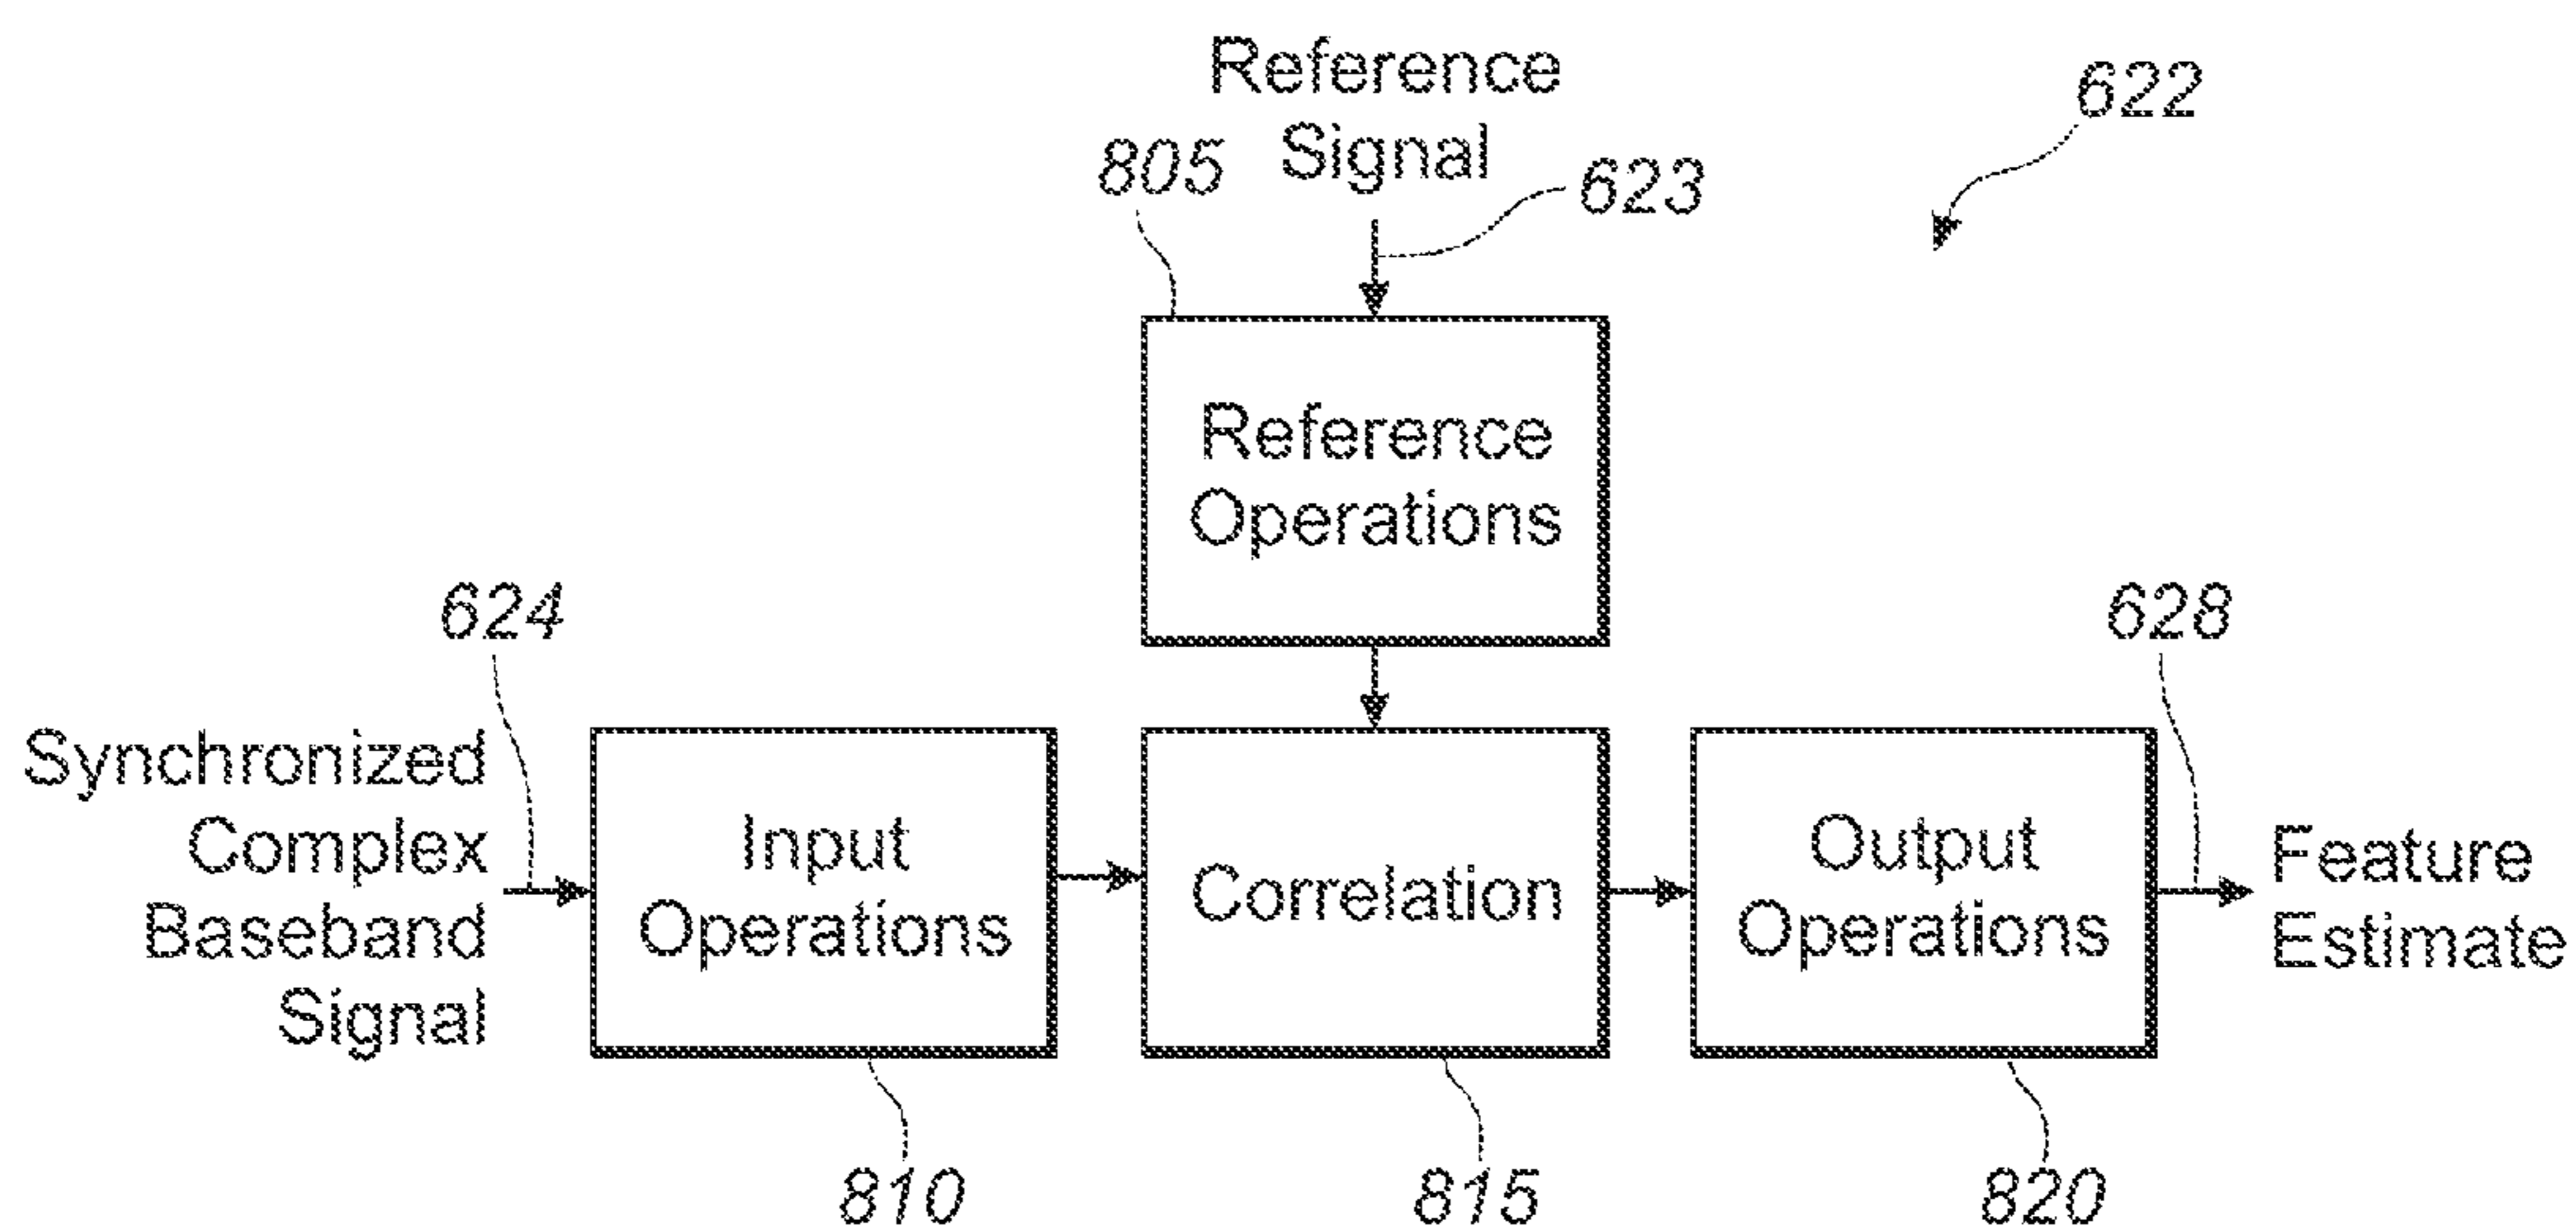 Reference
Signal
622
805
623
Reference
Operations
624
628
Synchronized
Complex
Baseband
Signal
Input
Operations
Correlation
Output
Operations
Feature
Estimate
810
815
820